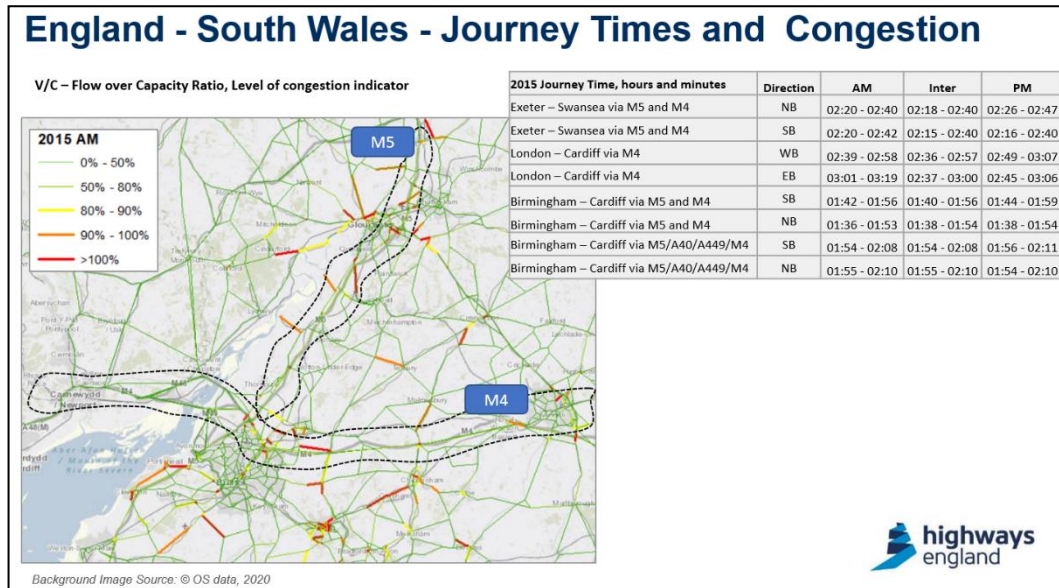 England - South Wales - Journey Times and Congestion
V/C – Flow over Capacity Ratio, Level of congestion indicator
2015 Journey Time, hours and minutes Direction AM Inter PM
Exeter – Swansea via M5 and M4 NB 02:20 - 02:40 02:18 - 02:40 02:26 - 02:47
Exeter – Swansea via M5 and M4 SB 02:20 - 02:42 02:15 - 02:40 02:16 - 02:40
London – Cardiff via M4 WB 02:39 - 02:58 02:36 - 02:57 02:49 - 03:07
London – Cardiff via M4 EB 03:01 - 03:19 02:37 - 03:00 02:45 - 03:06
Birmingham – Cardiff via M5 and M4 SB 01:42 - 01:56 01:40 - 01:56 01:44 - 01:59
Birmingham – Cardiff via M5 and M4 NB 01:36 - 01:53 01:38 - 01:54 01:38 - 01:54
Birmingham – Cardiff via M5/A40/A449/M4 SB 01:54 - 02:08 01:54 - 02:08 01:56 - 02:11
Birmingham – Cardiff via M5/A40/A449/M4 NB 01:55 - 02:10 01:55 - 02:10 01:54 - 02:10
2015 AM
0% - 50%
50% - 80%
80% - 90%
90% - 100%
>100%
M5
M4
Casnewydd
/ Newport
M4
M4
highways
england
Background Image Source: © OS data, 2020